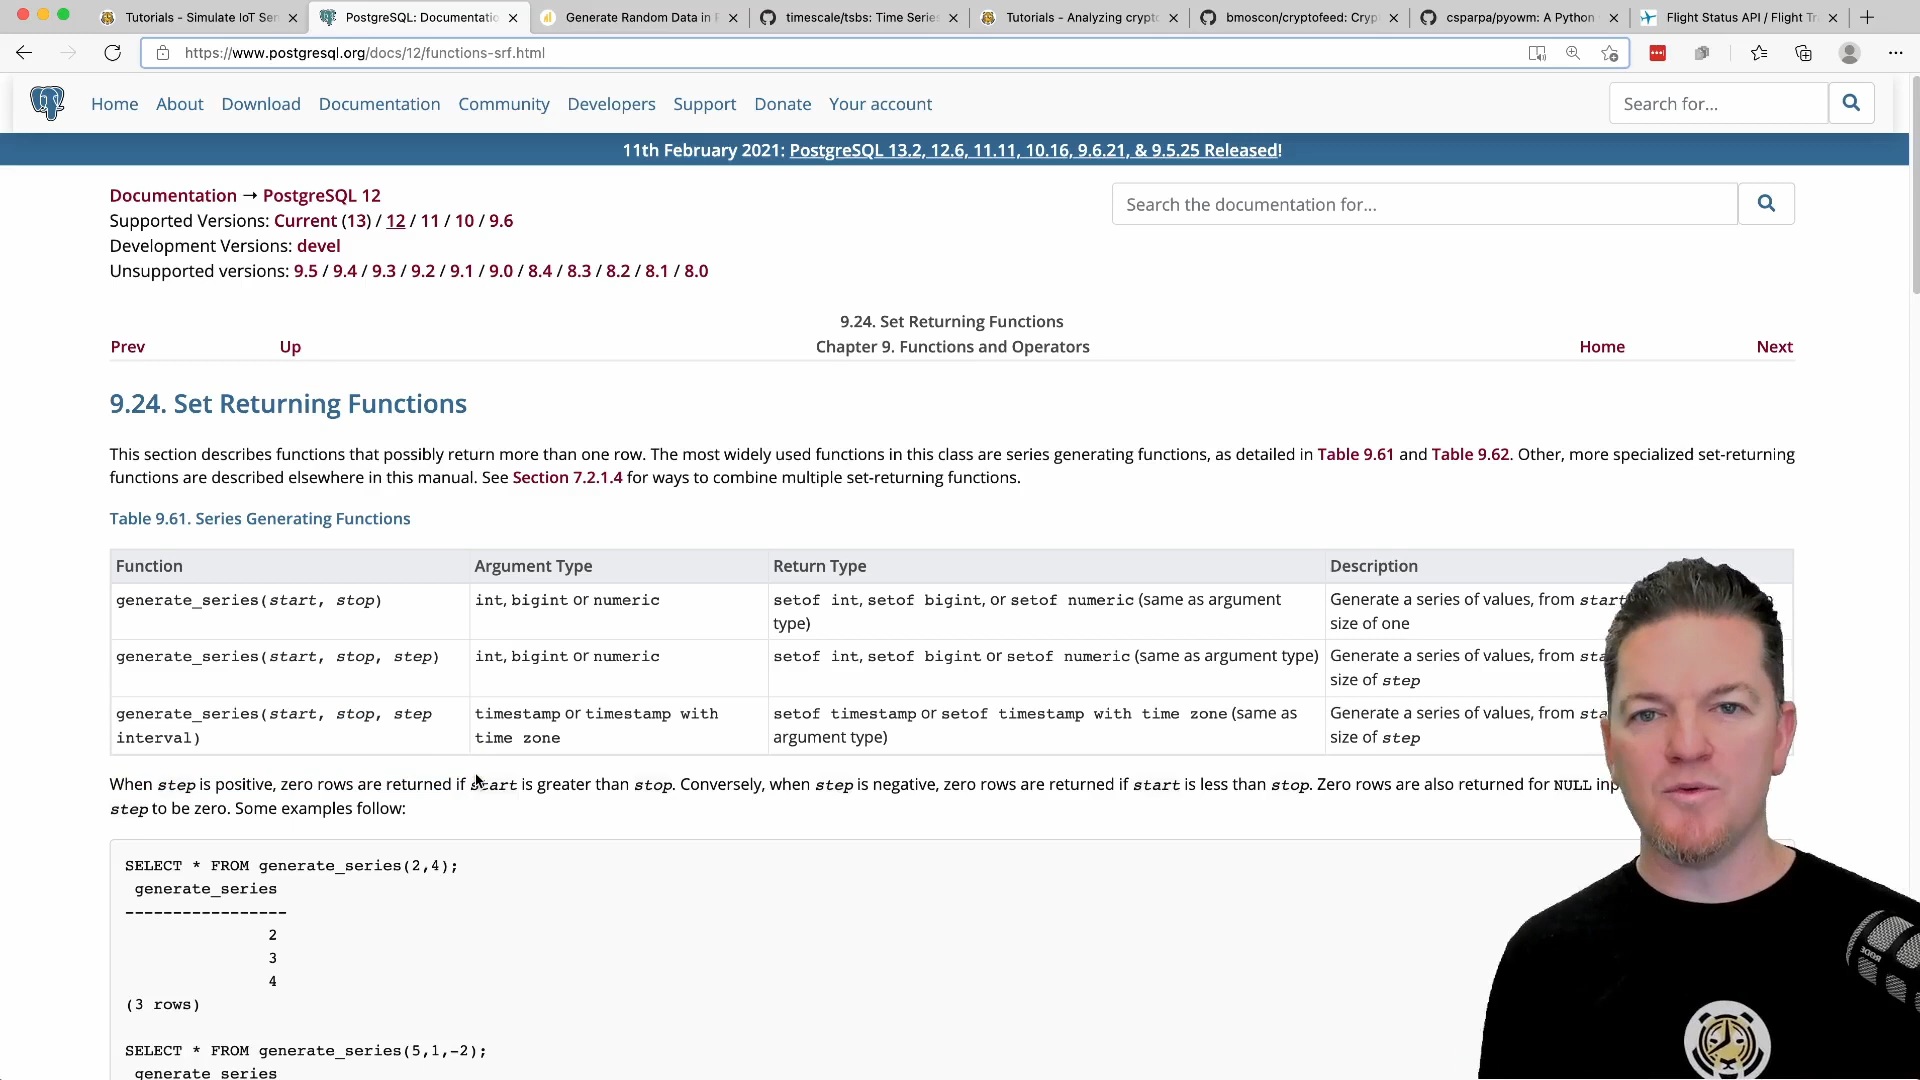 Tutorials - Simulate IoT Sen
PostgreSQL: Documentatio
Generate Random Data in P
timescale/tsbs: Time Series
Tutorials - Analyzing crypto
bmoscon/cryptofeed: Cryp
csparpa/pyowm: A Python
Flight Status API / Flight Tr
https://www.postgresql.org/docs/12/functions-srf.html
Home About Download Documentation Community Developers Support Donate Your account
Search for...
11th February 2021: PostgreSQL 13.2, 12.6, 11.11, 10.16, 9.6.21, & 9.5.25 Released!
Documentation → PostgreSQL 12
Supported Versions: Current (13) / 12 / 11 / 10 / 9.6
Development Versions: devel
Unsupported versions: 9.5 / 9.4 / 9.3 / 9.2 / 9.1 / 9.0 / 8.4 / 8.3 / 8.2 / 8.1 / 8.0
Search the documentation for...
9.24. Set Returning Functions
Prev Up Chapter 9. Functions and Operators Home Next
9.24. Set Returning Functions
This section describes functions that possibly return more than one row. The most widely used functions in this class are series generating functions, as detailed in Table 9.61 and Table 9.62. Other, more specialized set-returning
functions are described elsewhere in this manual. See Section 7.2.1.4 for ways to combine multiple set-returning functions.
Table 9.61. Series Generating Functions
Function Argument Type Return Type Description
generate_series(start, stop) int, bigint or numeric setof int, setof bigint, or setof numeric (same as argument Generate a series of values, from start
type) size of one
generate_series(start, stop, step) int, bigint or numeric setof int, setof bigint or setof numeric (same as argument type) Generate a series of values, from sta
size of step
generate_series(start, stop, step timestamp or timestamp with setof timestamp or setof timestamp with time zone (same as Generate a series of values, from sta
interval) time zone argument type) size of step
When step is positive, zero rows are returned if start is greater than stop. Conversely, when step is negative, zero rows are returned if start is less than stop. Zero rows are also returned for NULL inp
step to be zero. Some examples follow:
SELECT * FROM generate_series(2,4);
generate_series
-----------------
2
3
4
(3 rows)
SELECT * FROM generate_series(5,1,-2);
generate_series
RODE